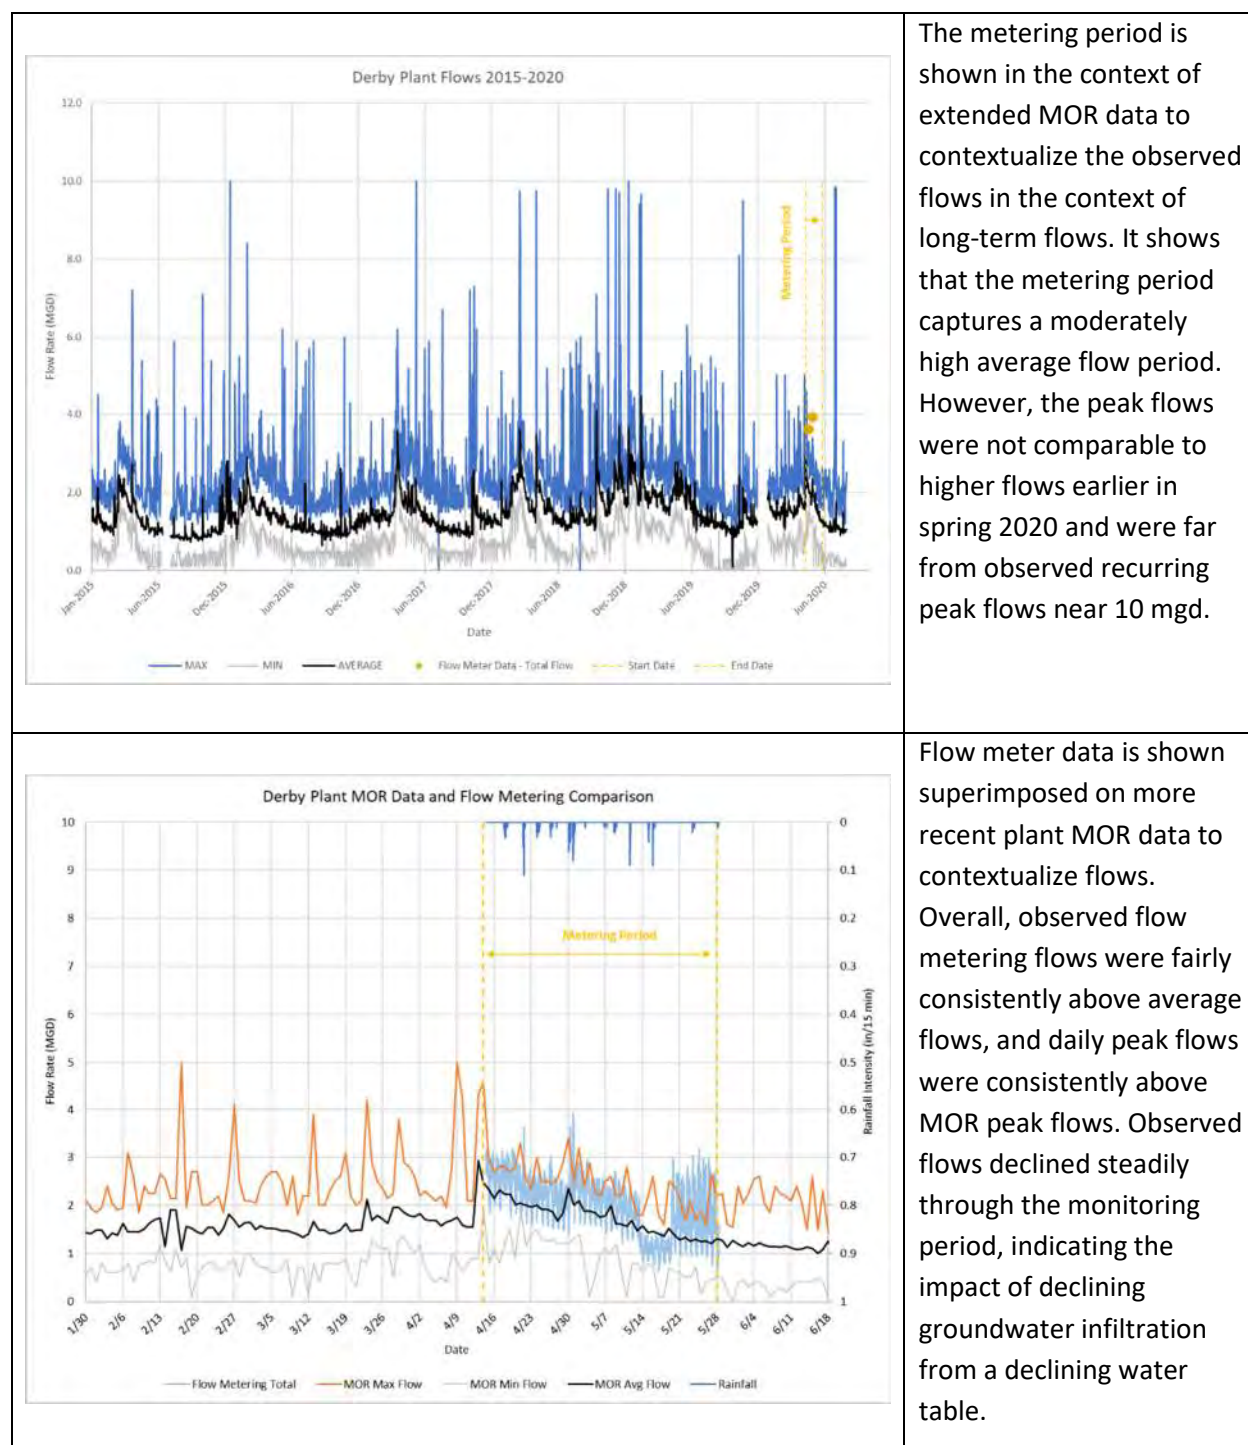 Derby Plant Flows 2015-2020
12.0
10.0
8.0
6.0
4.0
2.0
0.0
Flow Rate (MGD)
Metering Period
Jan-2015
Jun-2015
Dec-2015
Jun-2016
Dec-2016
Jun-2017
Dec-2017
Jun-2018
Dec-2018
Jun-2019
Dec-2019
Jun-2020
Date
MAX MIN AVERAGE Flow Meter Data - Total Flow Start Date End Date
The metering period is
shown in the context of
extended MOR data to
contextualize the observed
flows in the context of
long-term flows. It shows
that the metering period
captures a moderately
high average flow period.
However, the peak flows
were not comparable to
higher flows earlier in
spring 2020 and were far
from observed recurring
peak flows near 10 mgd.
Derby Plant MOR Data and Flow Metering Comparison
10
9
8
7
6
5
4
3
2
1
0
Flow Rate (MGD)
Metering Period
0
0.1
0.2
0.3
0.4
0.5
0.6
0.7
0.8
0.9
1
Rainfall Intensity (in/15 min)
1/30
2/6
2/13
2/20
2/27
3/5
3/12
3/19
3/26
4/2
4/9
4/16
4/23
4/30
5/7
5/14
5/21
5/28
6/4
6/11
6/18
Date
Flow Metering Total MOR Max Flow MOR Min Flow MOR Avg Flow Rainfall
Flow meter data is shown
superimposed on more
recent plant MOR data to
contextualize flows.
Overall, observed flow
metering flows were fairly
consistently above average
flows, and daily peak flows
were consistently above
MOR peak flows. Observed
flows declined steadily
through the monitoring
period, indicating the
impact of declining
groundwater infiltration
from a declining water
table.